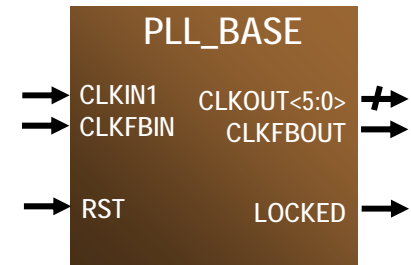 PLL_BASE
CLKIN1 CLKOUT<5:0>
CLKFBIN CLKFBOUT
RST LOCKED